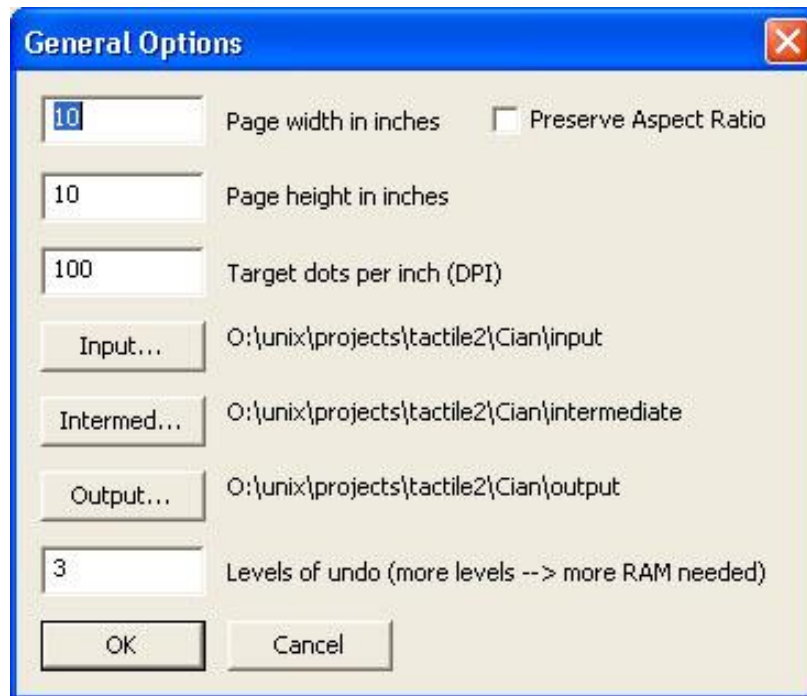 General Options
10 Page width in inches Preserve Aspect Ratio
10 Page height in inches
100 Target dots per inch (DPI)
Input... O:\unix\projects\tactile2\Cian\input
Intermed... O:\unix\projects\tactile2\Cian\intermediate
Output... O:\unix\projects\tactile2\Cian\output
3 Levels of undo (more levels --> more RAM needed)
OK Cancel